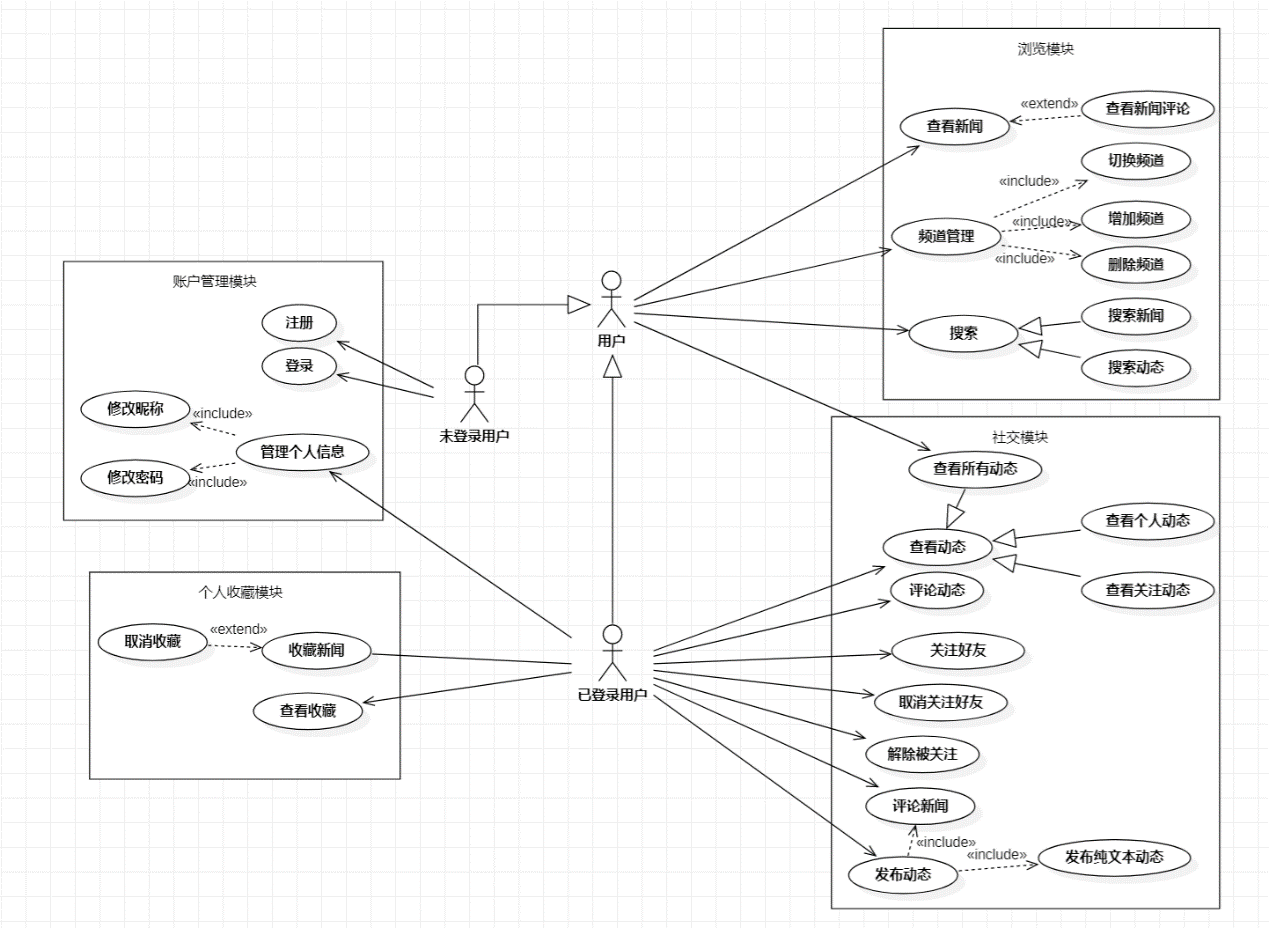 浏览模块
查看新闻
«extend»
查看新闻评论
切换频道
«include»
频道管理
«include»
增加频道
«include»
删除频道
搜索
搜索新闻
搜索动态
账户管理模块
注册
登录
修改昵称
«include»
管理个人信息
修改密码
«include»
用户
未登录用户
社交模块
查看所有动态
查看动态
查看个人动态
评论动态
查看关注动态
关注好友
取消关注好友
解除被关注
评论新闻
«include»
«include»
发布动态
发布纯文本动态
个人收藏模块
取消收藏
«extend»
收藏新闻
查看收藏
已登录用户